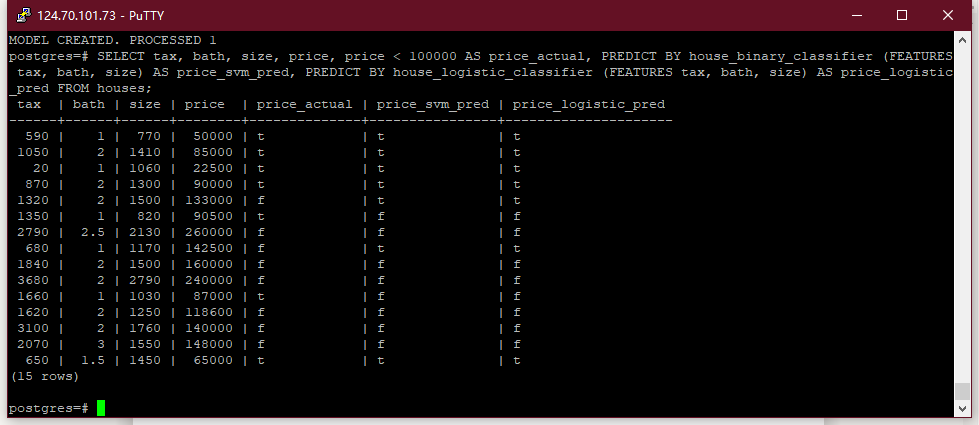 124.70.101.73 - PuTTY
MODEL CREATED. PROCESSED 1
postgres=# SELECT tax, bath, size, price, price < 100000 AS price_actual, PREDICT BY house_binary_classifier (FEATURES
 tax, bath, size) AS price_svm_pred, PREDICT BY house_logistic_classifier (FEATURES tax, bath, size) AS price_logistic
_pred FROM houses;
 tax  | bath | size | price  | price_actual | price_svm_pred | price_logistic_pred
------+------+------+--------+--------------+----------------+---------------------
  590 |    1 |  770 |  50000 | t            | t              | t
 1050 |    2 | 1410 |  85000 | t            | t              | t
   20 |    1 | 1060 |  22500 | t            | t              | t
  870 |    2 | 1300 |  90000 | t            | t              | t
 1320 |    2 | 1500 | 133000 | f            | t              | f
 1350 |    1 |  820 |  90500 | t            | f              | f
 2790 |  2.5 | 2130 | 260000 | f            | f              | f
  680 |    1 | 1170 | 142500 | f            | t              | t
 1840 |    2 | 1500 | 160000 | f            | f              | f
 3680 |    2 | 2790 | 240000 | f            | f              | f
 1660 |    1 | 1030 |  87000 | t            | f              | f
 1620 |    2 | 1250 | 118600 | f            | f              | f
 3100 |    2 | 1760 | 140000 | f            | f              | f
 2070 |    3 | 1550 | 148000 | f            | f              | f
  650 |  1.5 | 1450 |  65000 | t            | t              | t
(15 rows)
postgres=#